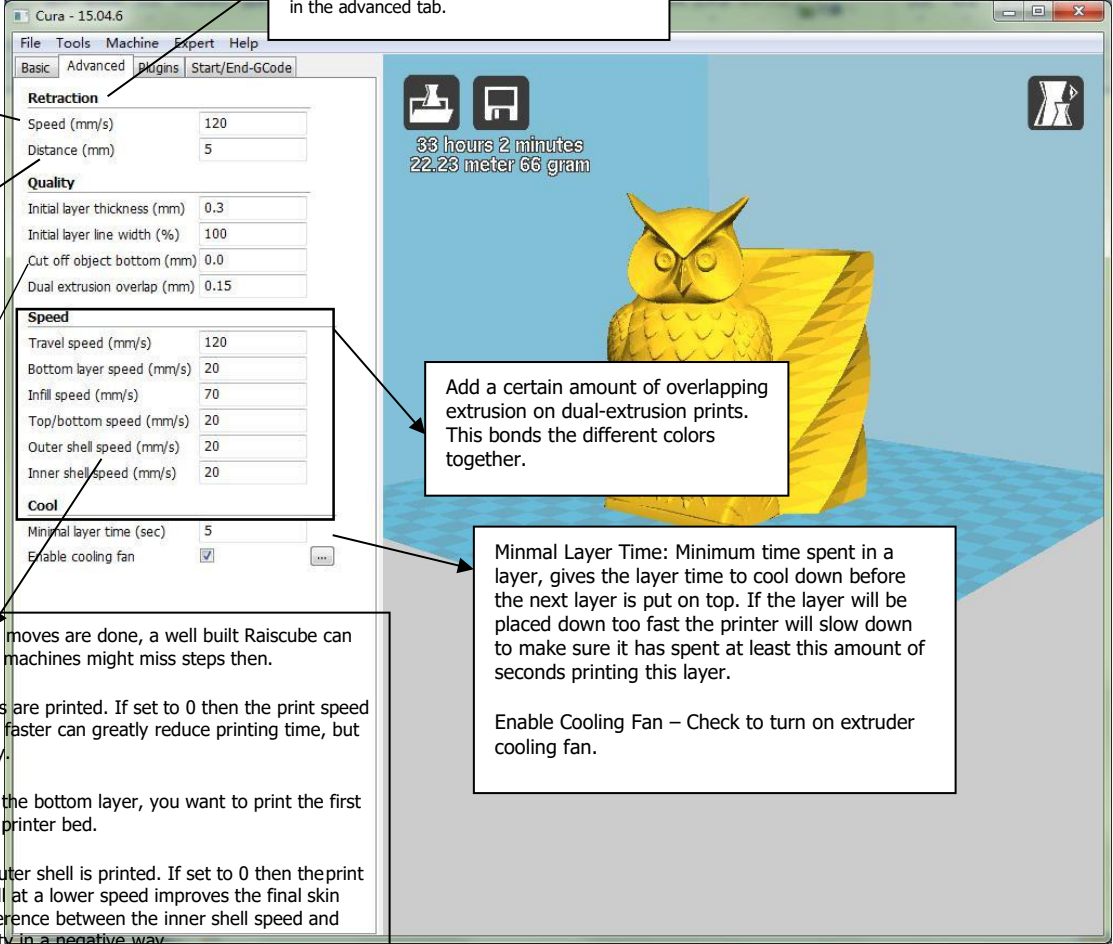 in the advanced tab.
Cura - 15.04.6
File Tools Machine Expert Help
Basic Advanced Plugins Start/End-GCode
Retraction
Speed (mm/s) 120
Distance (mm) 5
Quality
Initial layer thickness (mm) 0.3
Initial layer line width (%) 100
Cut off object bottom (mm) 0.0
Dual extrusion overlap (mm) 0.15
Speed
Travel speed (mm/s) 120
Bottom layer speed (mm/s) 20
Infill speed (mm/s) 70
Top/bottom speed (mm/s) 20
Outer shell speed (mm/s) 20
Inner shell speed (mm/s) 20
Cool
Minimal layer time (sec) 5
Enable cooling fan ...
33 hours 2 minutes
22.23 meter 66 gram
Add a certain amount of overlapping
extrusion on dual-extrusion prints.
This bonds the different colors
together.
Minmal Layer Time: Minimum time spent in a
layer, gives the layer time to cool down before
the next layer is put on top. If the layer will be
placed down too fast the printer will slow down
to make sure it has spent at least this amount of
seconds printing this layer.
Enable Cooling Fan – Check to turn on extruder
cooling fan.
moves are done, a well built Raiscube can
machines might miss steps then.
are printed. If set to 0 then the print speed
faster can greatly reduce printing time, but
the bottom layer, you want to print the first
printer bed.
shell is printed. If set to 0 then theprint
at a lower speed improves the final skin
between the inner shell speed and
in a negative way.